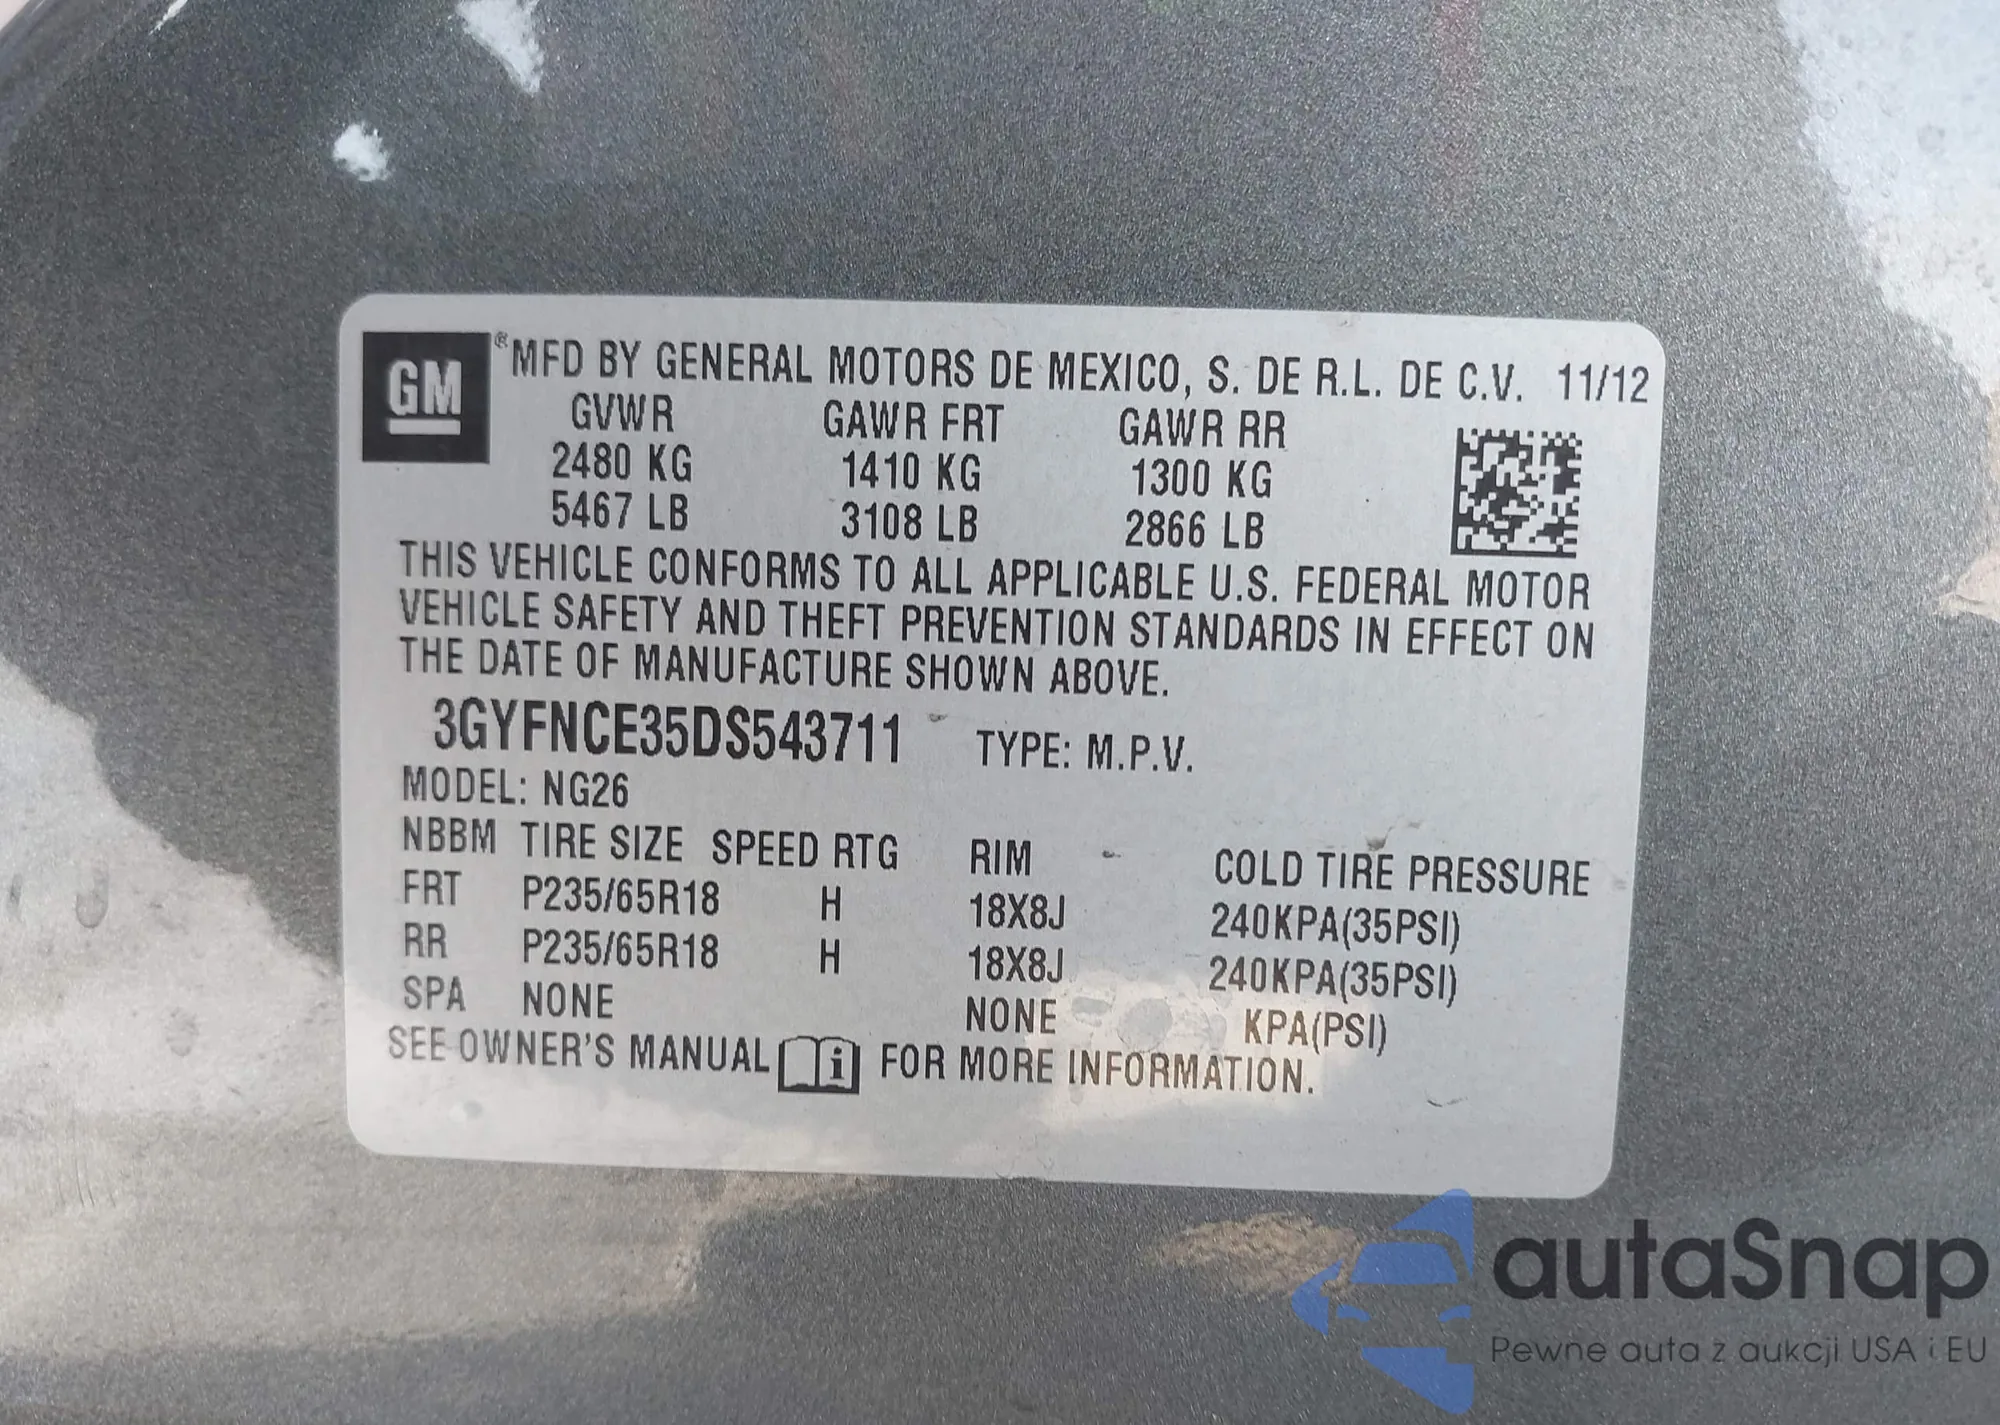 GM ® MFD BY GENERAL MOTORS DE MEXICO, S. DE R.L. DE C.V. 11/12
GVWR GAWR FRT GAWR RR
2480 KG 1410 KG 1300 KG
5467 LB 3108 LB 2866 LB
THIS VEHICLE CONFORMS TO ALL APPLICABLE U.S. FEDERAL MOTOR
VEHICLE SAFETY AND THEFT PREVENTION STANDARDS IN EFFECT ON
THE DATE OF MANUFACTURE SHOWN ABOVE.
3GYFNCE35DS543711 TYPE: M.P.V.
MODEL: NG26
NBBM TIRE SIZE SPEED RTG RIM COLD TIRE PRESSURE
FRT P235/65R18 H 18X8J 240KPA(35PSI)
RR P235/65R18 H 18X8J 240KPA(35PSI)
SPA NONE NONE KPA(PSI)
SEE OWNER'S MANUAL i FOR MORE INFORMATION.
autaSnap
Pewne auta z aukcji USA i EU